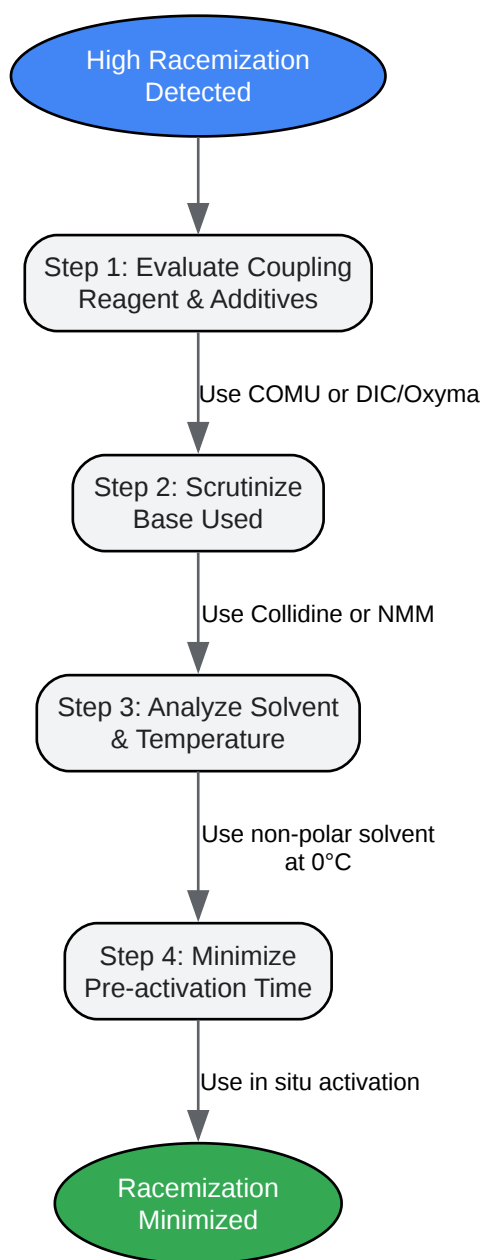 High Racemization
Detected
Step 1: Evaluate Coupling
Reagent & Additives
Use COMU or DIC/Oxyma
Step 2: Scrutinize
Base Used
Use Collidine or NMM
Step 3: Analyze Solvent
& Temperature
Use non-polar solvent
at 0°C
Step 4: Minimize
Pre-activation Time
Use in situ activation
Racemization
Minimized